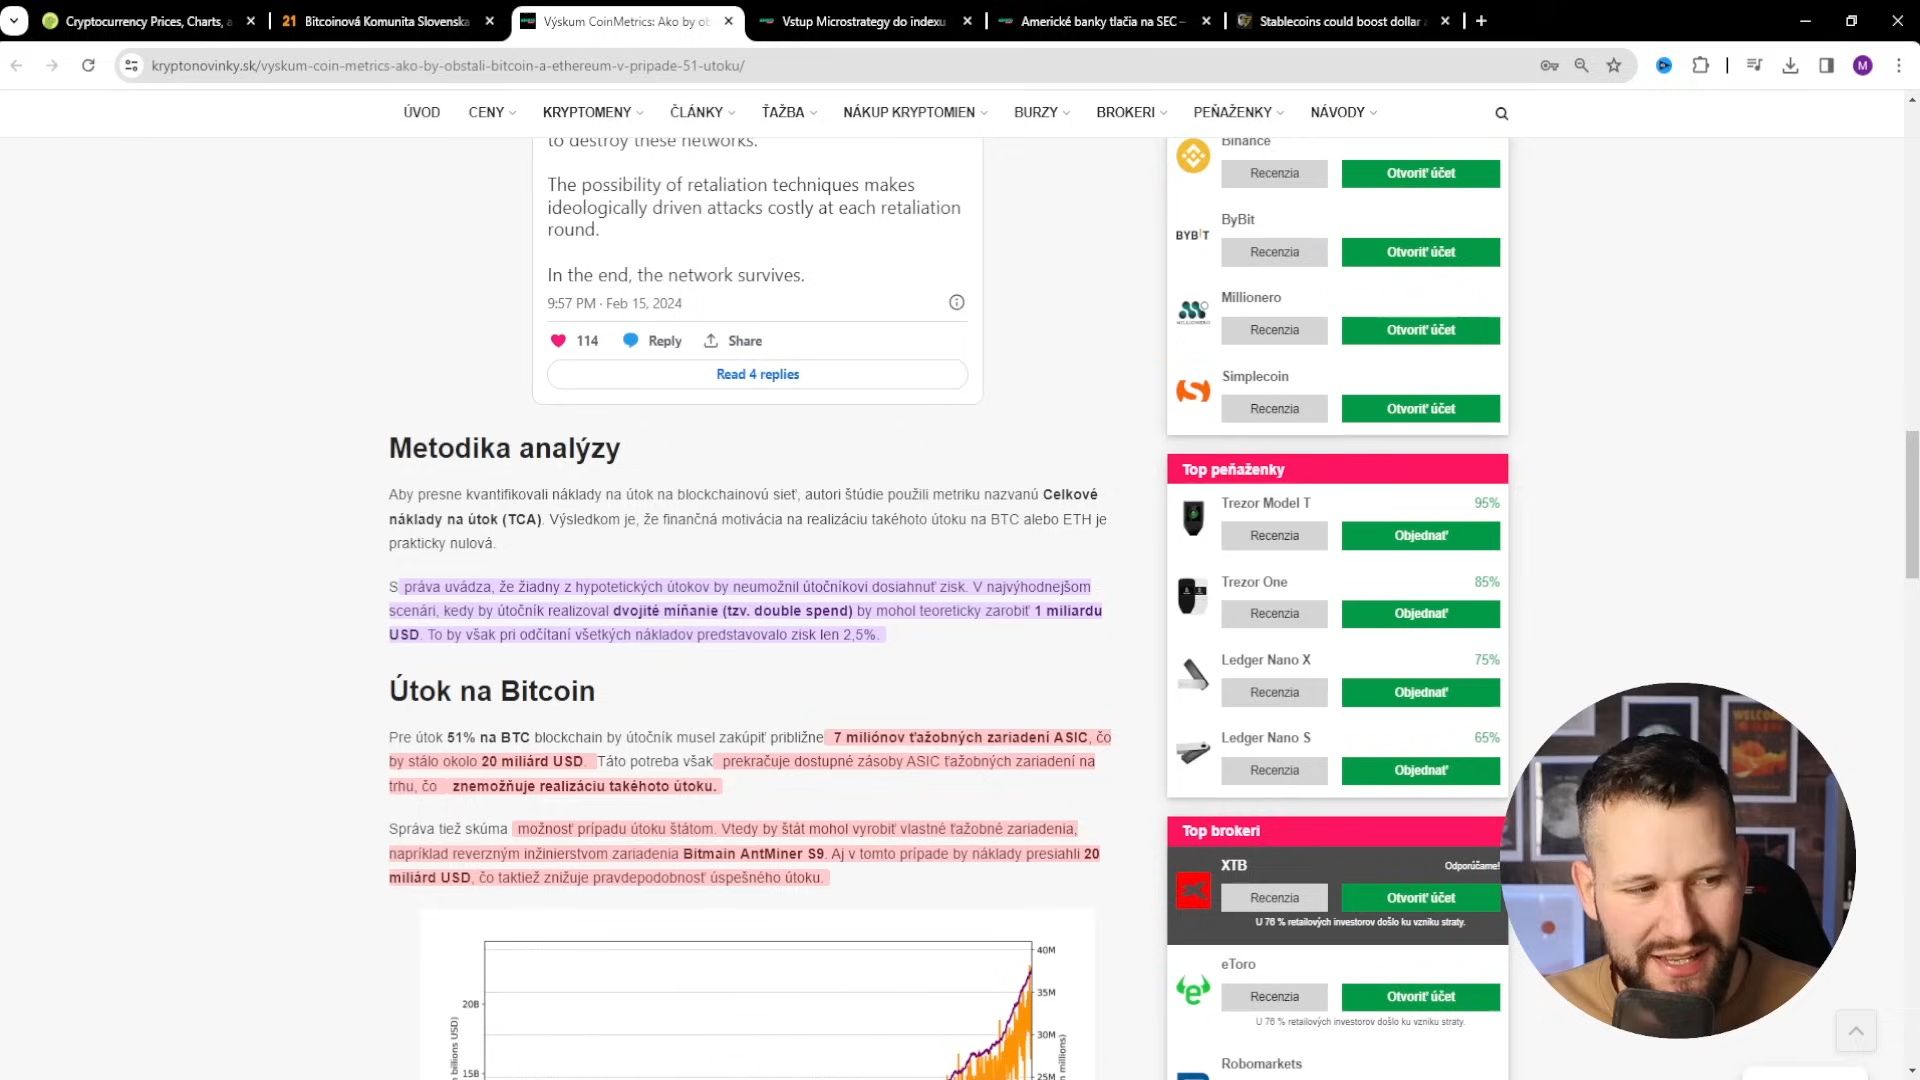 Cryptocurrency Prices, Charts, a
Bitcoinová Komunita Slovenska
Výskum CoinMetrics: Ako by ob
Vstup Microstrategy do indexu
Americké banky tlačia na SEC –
Stablecoins could boost dollar
kryptonovinky.sk/vyskum-coin-metrics-ako-by-obstali-bitcoin-a-ethereum-v-pripade-51-utoku/
M
ÚVOD CENY KRYPTOMENY ČLÁNKY ŤAŽBA NÁKUP KRYPTOMIEN BURZY BROKERI PEŇAŽENKY NÁVODY
to destroy these networks.
The possibility of retaliation techniques makes
ideologically driven attacks costly at each retaliation
round.
In the end, the network survives.
9:57 PM · Feb 15, 2024
114 Reply Share
Read 4 replies
Metodika analýzy
Aby presne kvantifikovali náklady na útok na blockchainovú sieť, autori štúdie použili metriku nazvanú Celkové
náklady na útok (TCA). Výsledkom je, že finančná motivácia na realizáciu takéhoto útoku na BTC alebo ETH je
prakticky nulová.
S práva uvádza, že žiadny z hypotetických útokov by neumožnil útočníkovi dosiahnuť zisk. V najvýhodnejšom
scenári, kedy by útočník realizoval dvojité míňanie (tzv. double spend) by mohol teoreticky zarobiť 1 miliardu
USD. To by však pri odčítaní všetkých nákladov predstavovalo zisk len 2,5%.
Útok na Bitcoin
Pre útok 51% na BTC blockchain by útočník musel zakúpiť približne 7 miliónov ťažobných zariadení ASIC, čo
by stálo okolo 20 miliárd USD. Táto potreba však prekračuje dostupné zásoby ASIC ťažobných zariadení na
trhu, čo znemožňuje realizáciu takéhoto útoku.
Správa tiež skúma možnosť prípadu útoku štátom. Vtedy by štát mohol vyrobiť vlastné ťažobné zariadenia,
napríklad reverzným inžinierstvom zariadenia Bitmain AntMiner S9. Aj v tomto prípade by náklady presiahli 20
miliárd USD, čo taktiež znižuje pravdepodobnosť úspešného útoku.
40M
35M
30M
25M
20B
15B
billions USD)
millions)
Binance
Recenzia Otvoriť účet
ByBit
BYBIT
Recenzia Otvoriť účet
Millionero
Recenzia Otvoriť účet
Simplecoin
Recenzia Otvoriť účet
Top peňaženky
Trezor Model T 95%
Recenzia Objednať
Trezor One 85%
Recenzia Objednať
Ledger Nano X 75%
Recenzia Objednať
Ledger Nano S 65%
Recenzia Objednať
Top brokeri
XTB Odporúčame!
Recenzia Otvoriť účet
U 76 % retailových investorov došlo ku vzniku straty.
eToro
Recenzia Otvoriť účet
U 76 % retailových investorov došlo ku vzniku straty.
Robomarkets
WELCOME